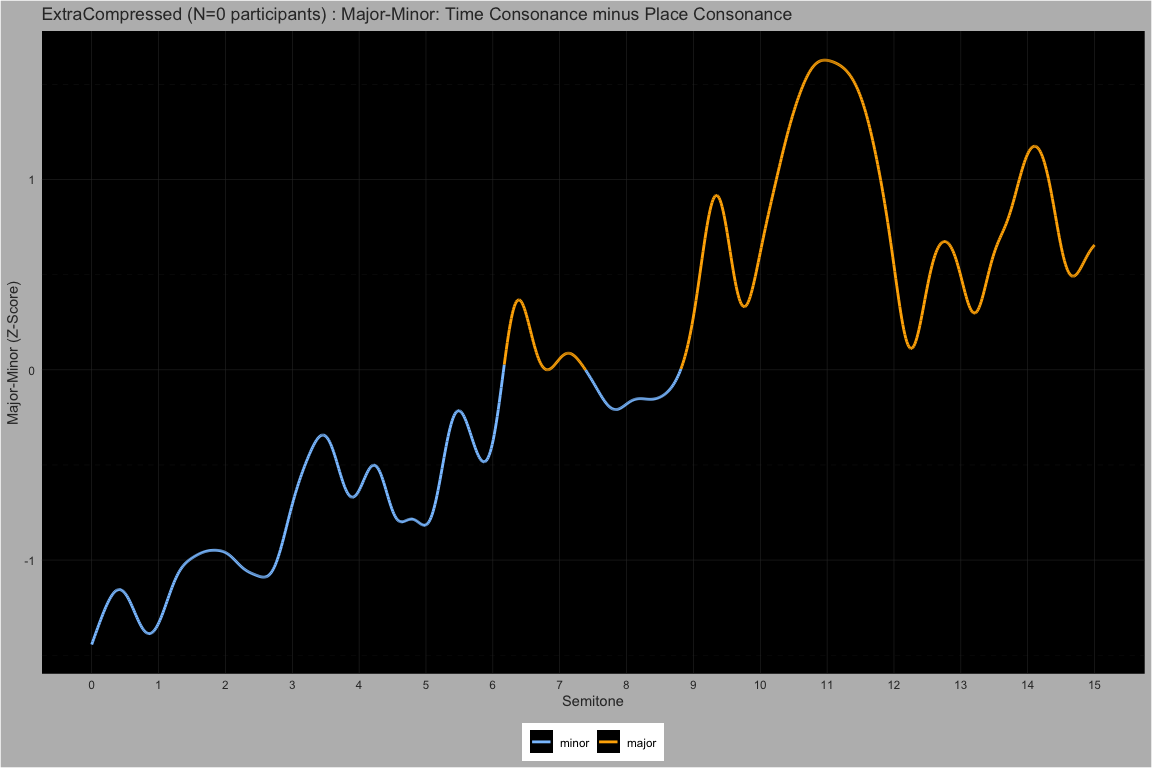 ExtraCompressed (N=0 participants) : Major-Minor: Time Consonance minus Place Consonance
Major-Minor (Z-Score)
1
0
-1
0 1 2 3 4 5 6 7 8 9 10 11 12 13 14 15
Semitone
minor major